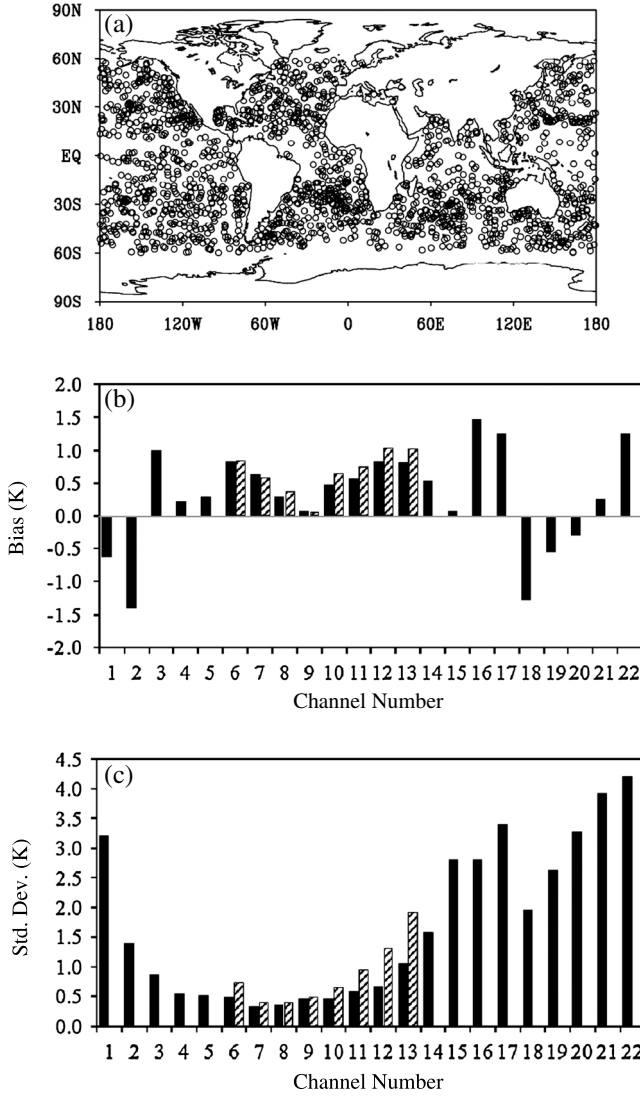 (a)
90N
60N
30N
EQ
30S
60S
90S
180 120W 60W 0 60E 120E 180
(b)
2.0
1.5
1.0
0.5
0.0
-0.5
-1.0
-1.5
-2.0
Bias (K)
1 2 3 4 5 6 7 8 9 10 11 12 13 14 15 16 17 18 19 20 21 22
Channel Number
(c)
4.5
4.0
3.5
3.0
2.5
2.0
1.5
1.0
0.5
0.0
Std. Dev. (K)
1 2 3 4 5 6 7 8 9 10 11 12 13 14 15 16 17 18 19 20 21 22
Channel Number